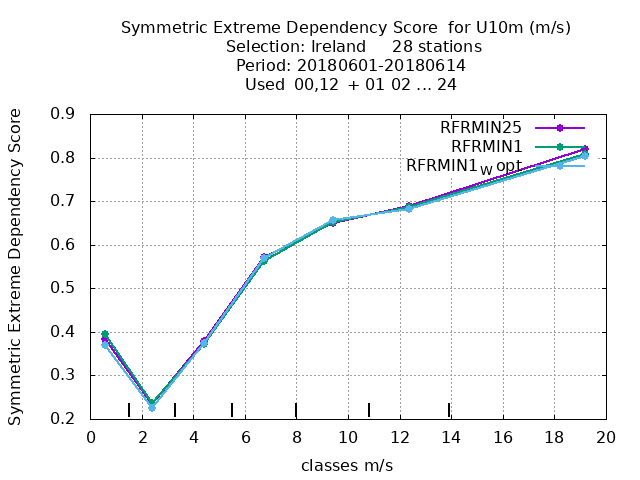 Symmetric Extreme Dependency Score  for U10m (m/s)
Selection: Ireland     28 stations
Period: 20180601-20180614
Used  00,12  + 01 02 ... 24
Symmetric Extreme Dependency Score
0.9
0.8
0.7
0.6
0.5
0.4
0.3
0.2
RFRMIN25
RFRMIN1
RFRMIN1w opt
0 2 4 6 8 10 12 14 16 18 20
classes m/s